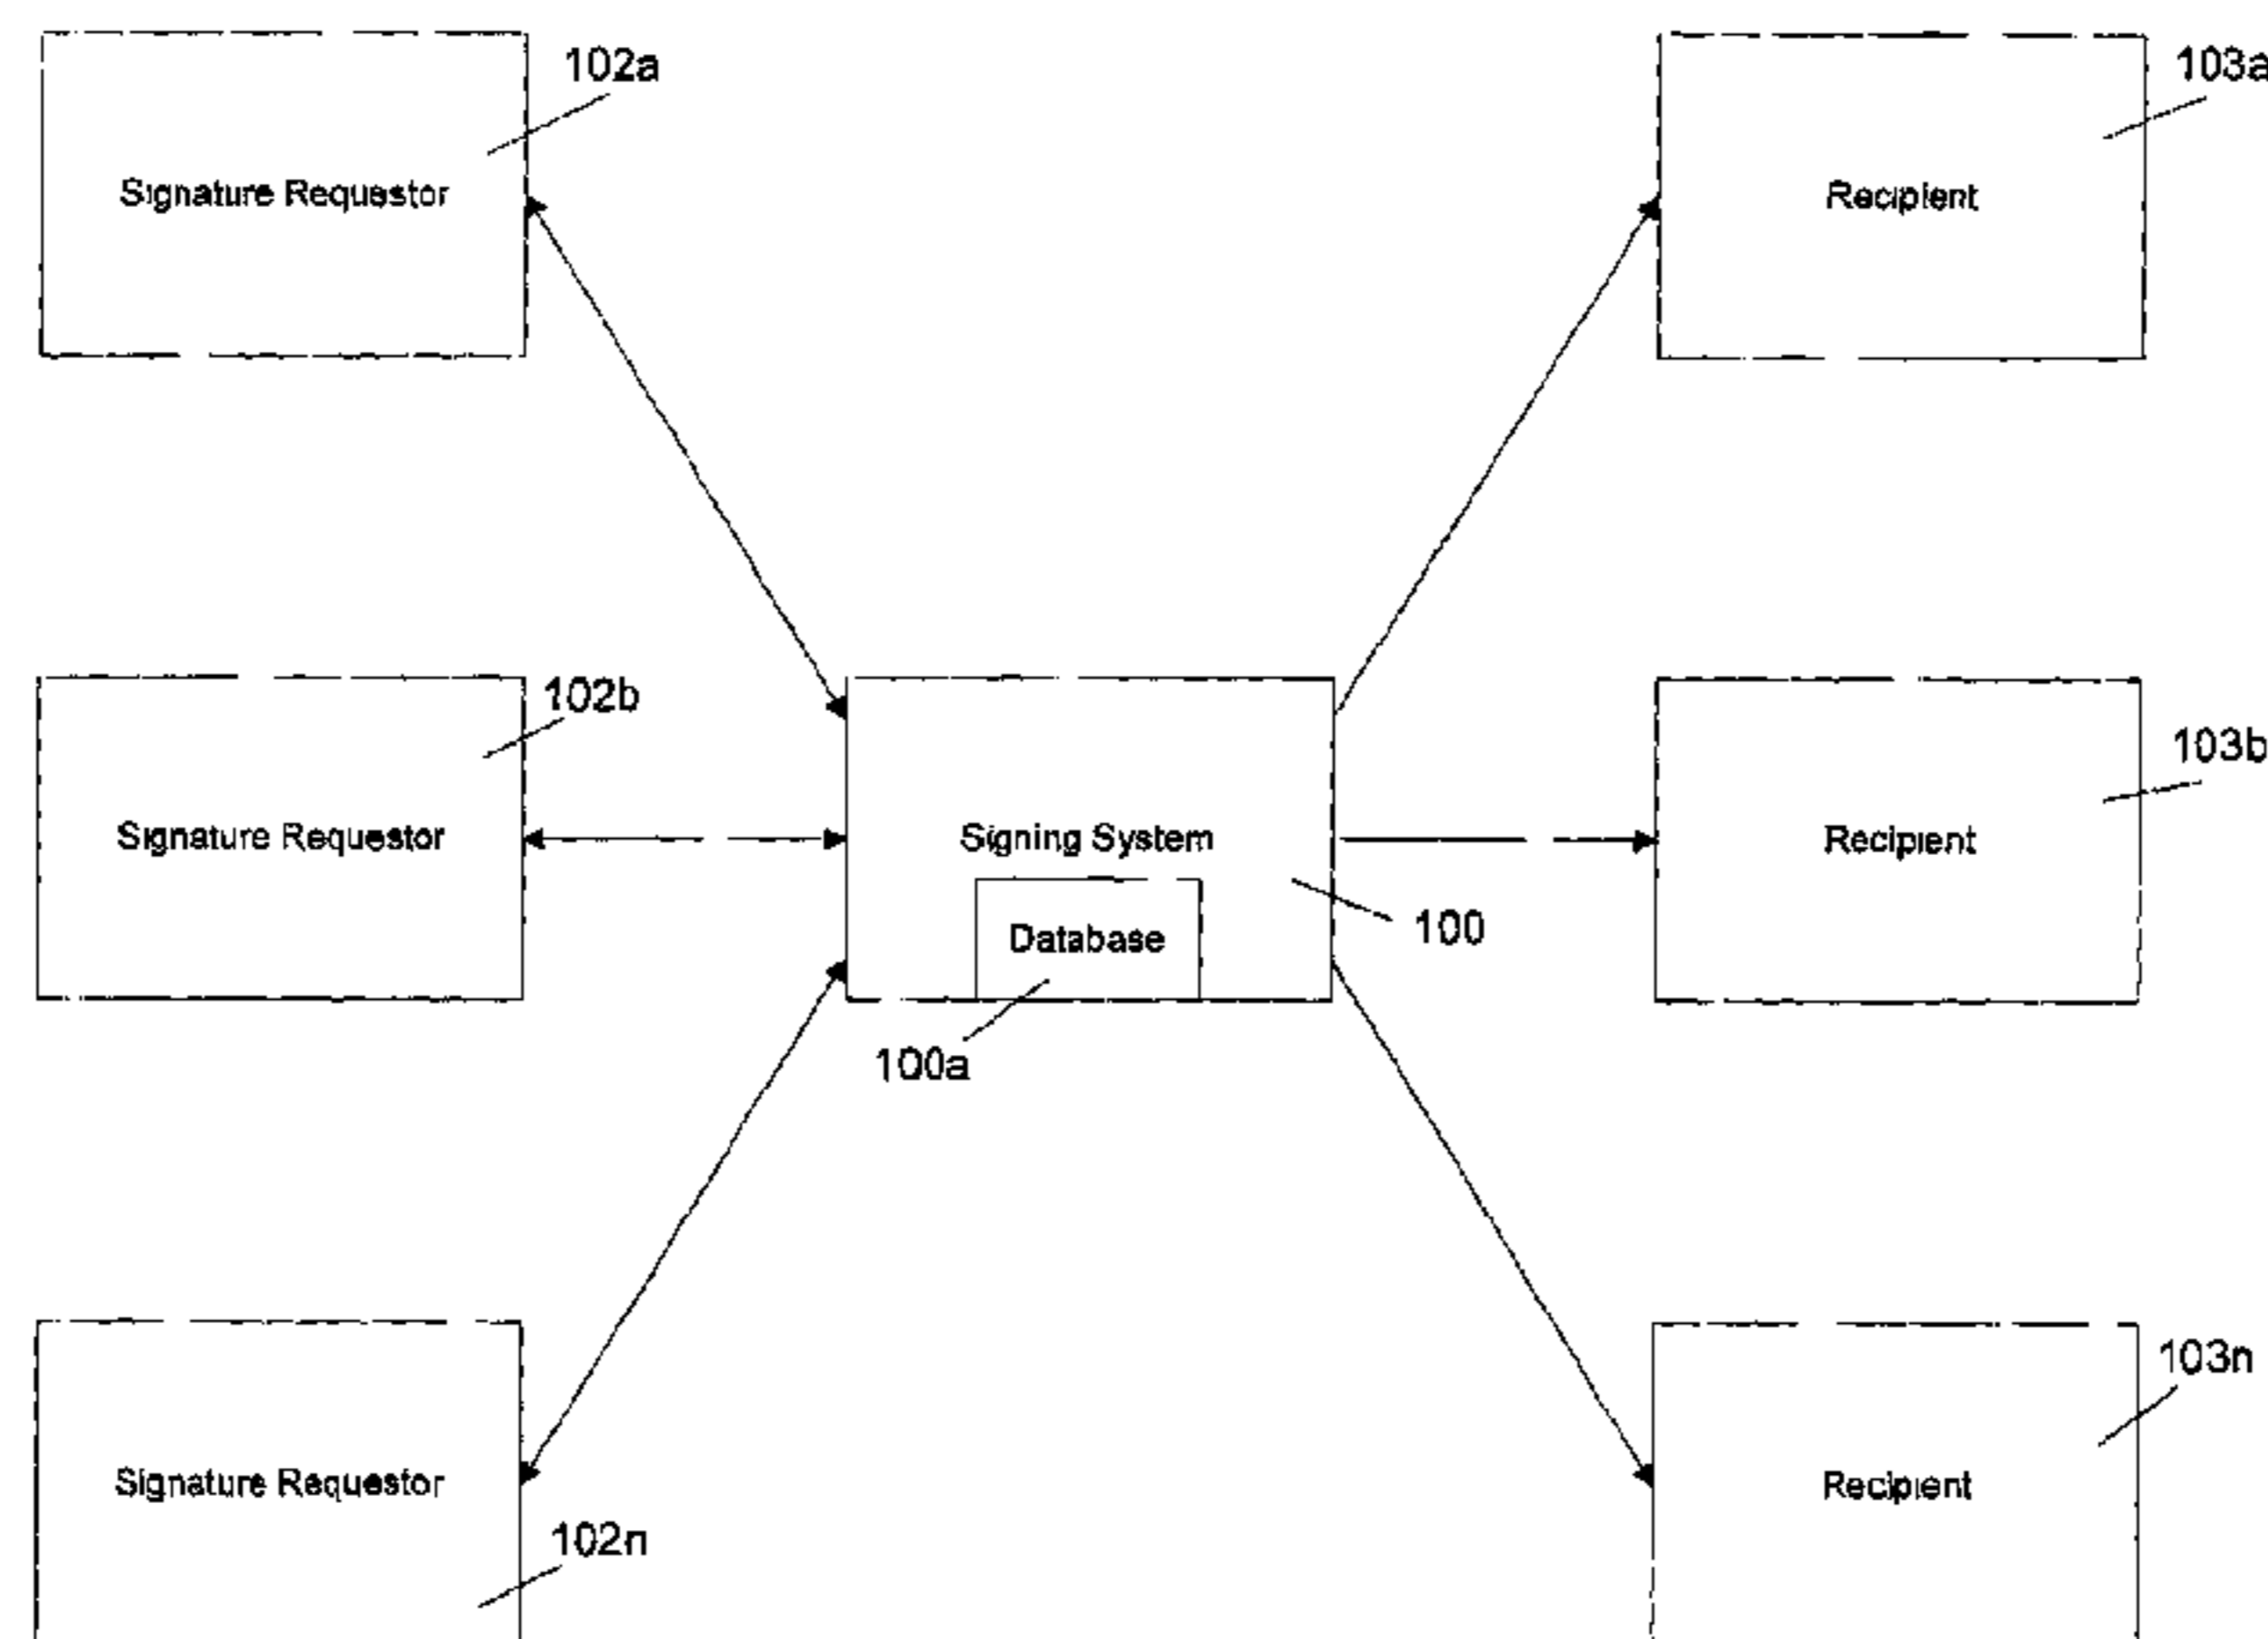 102a
103a
Signature Requestor
Recipient
102b
103b
Signature Requestor
Signing System
Recipient
100
Database
100a
103n
Signature Requestor
Recipient
102n